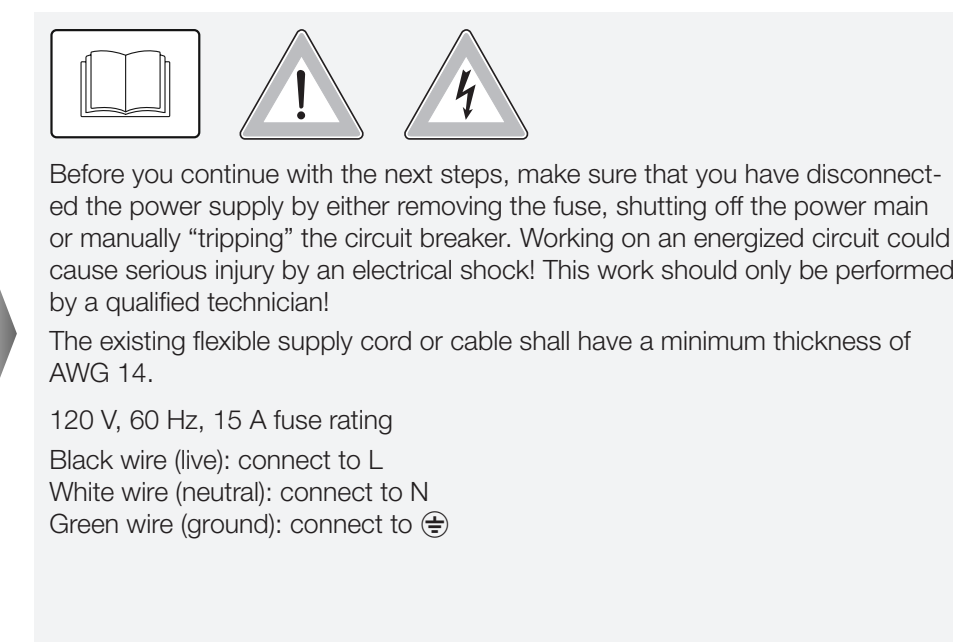 Before you continue with the next steps, make sure that you have disconnect-
ed the power supply by either removing the fuse, shutting off the power main
or manually “tripping” the circuit breaker. Working on an energized circuit could
cause serious injury by an electrical shock! This work should only be performed
by a qualified technician!
The existing flexible supply cord or cable shall have a minimum thickness of
AWG 14.
120 V, 60 Hz, 15 A fuse rating
Black wire (live): connect to L
White wire (neutral): connect to N
Green wire (ground): connect to ⏚